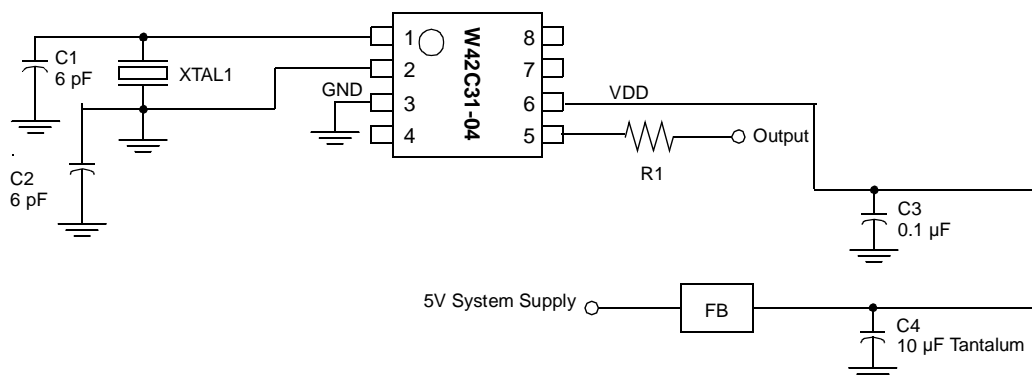 C1
6 pF
XTAL1
C2
6 pF
GND
1
2
3
4
W42C31-04
8
7
6
5
VDD
Output
R1
C3
0.1 µF
5V System Supply
FB
C4
10 µF Tantalum